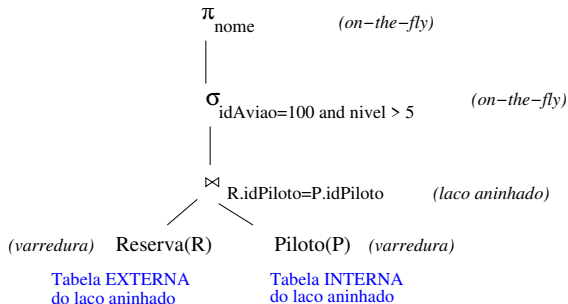 π nome (on-the-fly)
σ idAviao=100 and nivel > 5 (on-the-fly)
⋈ R.idPiloto=P.idPiloto (laco aninhado)
(varredura) Reserva(R) Piloto(P) (varredura)
Tabela EXTERNA Tabela INTERNA
do laco aninhado do laco aninhado